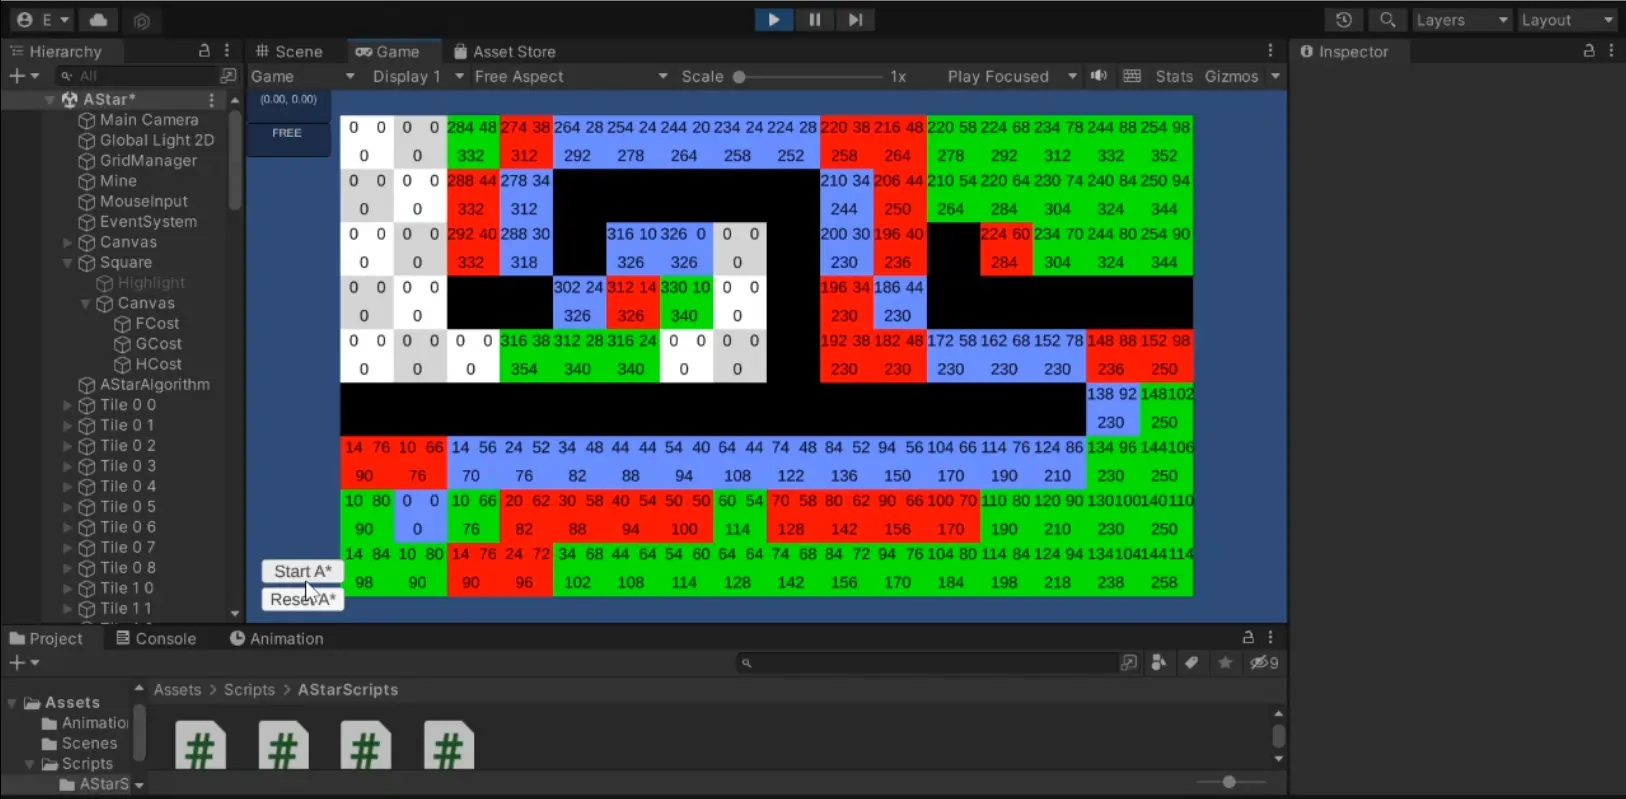 E
Layers
Layout
Hierarchy
Scene
Game
Asset Store
Inspector
All
Game
Display 1
Free Aspect
Scale
1x
Play Focused
Stats
Gizmos
AStar*
Main Camera
Global Light 2D
GridManager
Mine
MouseInput
EventSystem
Canvas
Square
Highlight
Canvas
FCost
GCost
HCost
AStarAlgorithm
Tile 0 0
Tile 0 1
Tile 0 2
Tile 0 3
Tile 0 4
Tile 0 5
Tile 0 6
Tile 0 7
Tile 0 8
Tile 1 0
Tile 1 1
(0.00, 0.00)
FREE
0 0 0 0 284 48 274 38 264 28 254 24 244 20 234 24 224 28 220 38 216 48 220 58 224 68 234 78 244 88 254 98
0 0 332 312 292 278 264 258 252 258 264 278 292 312 332 352
0 0 0 0 288 44 278 34 210 34 206 44 210 54 220 64 230 74 240 84 250 94
0 0 332 312 244 250 264 284 304 324 344
0 0 0 0 292 40 288 30 316 10 326 0 0 0 200 30 196 40 224 60 234 70 244 80 254 90
0 0 332 318 326 326 0 230 236 284 304 324 344
0 0 0 0 302 24 312 14 330 10 0 0 196 34 186 44
0 0 326 326 340 0 230 230
0 0 0 0 0 0 316 38 312 28 316 24 0 0 0 0 192 38 182 48 172 58 162 68 152 78 148 88 152 98
0 0 0 354 340 340 0 0 230 230 230 230 230 236 250
138 92 148 102
230 250
14 76 10 66 14 56 24 52 34 48 44 44 54 40 64 44 74 48 84 52 94 56 104 66 114 76 124 86 134 96 144 106
90 76 70 76 82 88 94 108 122 136 150 170 190 210 230 250
10 80 0 0 10 66 20 62 30 58 40 54 50 50 60 54 70 58 80 62 90 66 100 70 110 80 120 90 130 100 140 110
90 0 76 82 88 94 100 114 128 142 156 170 190 210 230 250
14 84 10 80 14 76 24 72 34 68 44 64 54 60 64 64 74 68 84 72 94 76 104 80 114 84 124 94 134 104 144 114
98 90 90 96 102 108 114 128 142 156 170 184 198 218 238 258
Start A*
Reset A*
Project
Console
Animation
9
Assets
Animatio
Scenes
Scripts
AStarS
Assets > Scripts > AStarScripts
# # # #